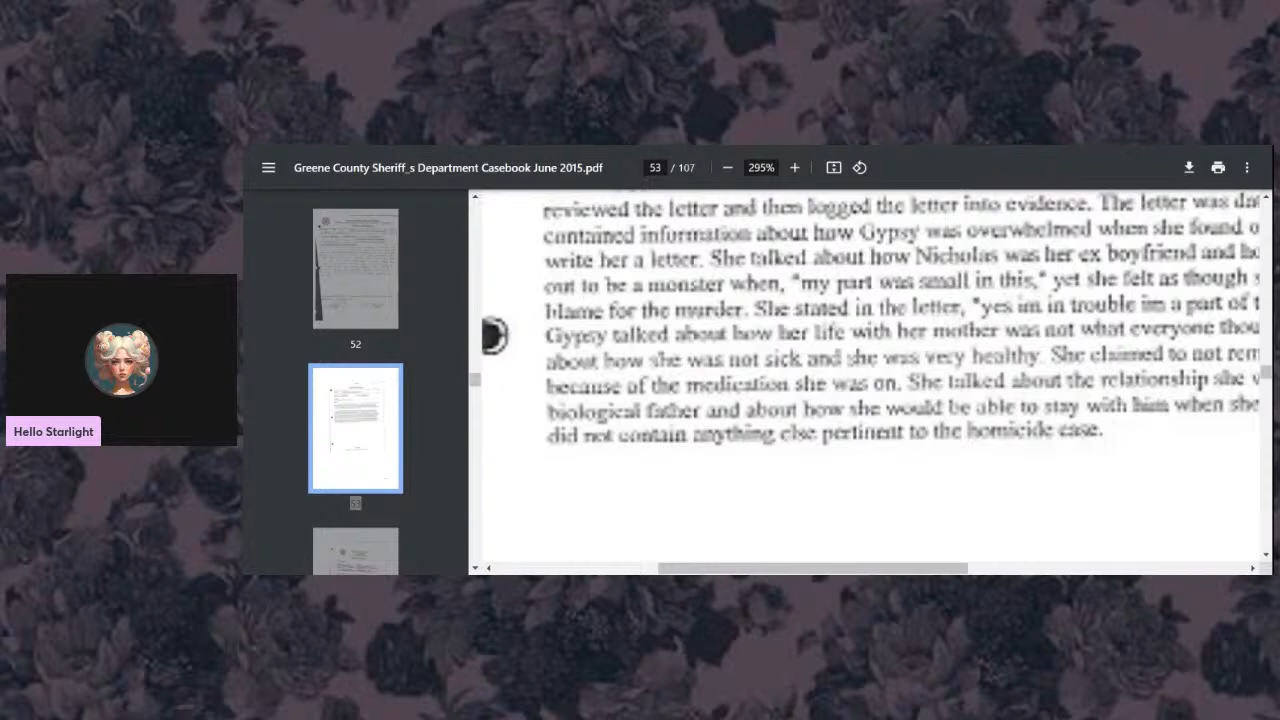 Greene County Sheriff_s Department Casebook June 2015.pdf
53 / 107
295%
52
53
Hello Starlight
reviewed the letter and then logged the letter into evidence. The letter was dat
contained information about how Gypsy was overwhelmed when she found o
write her a letter. She talked about how Nicholas was her ex boyfriend and ho
out to be a monster when, "my part was small in this," yet she felt as though s
blame for the murder. She stated in the letter, "yes im in trouble im a part of t
Gypsy talked about how her life with her mother was not what everyone thou
about how she was not sick and she was very healthy. She claimed to not rem
because of the medication she was on. She talked about the relationship she w
biological father and about how she would be able to stay with him when she
did not contain anything else pertinent to the homicide case.